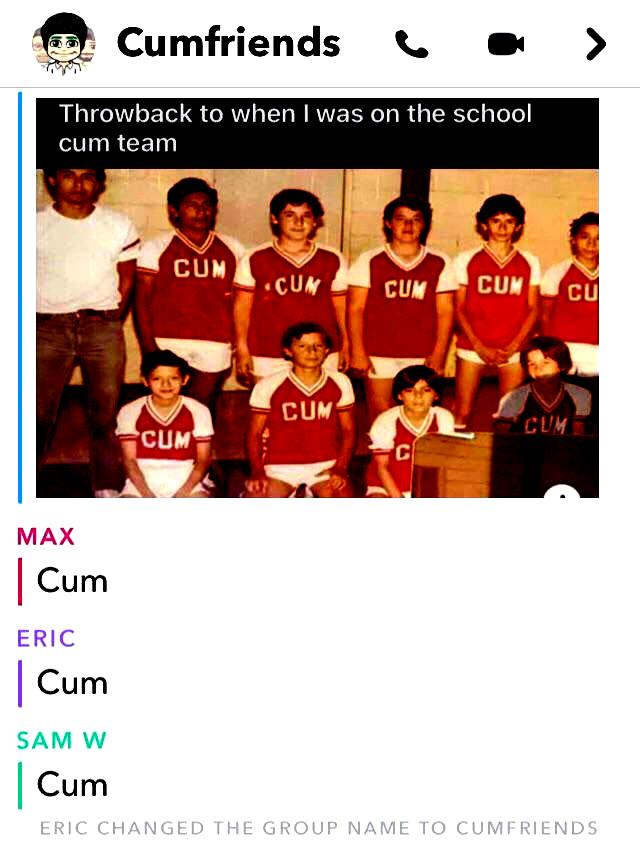 Cumfriends
Throwback to when I was on the school
cum team
CUM
CUM
CUM
CUM
CU
CUM
CUM
C
CUM
MAX
Cum
ERIC
Cum
SAM W
Cum
ERIC CHANGED THE GROUP NAME TO CUMFRIENDS